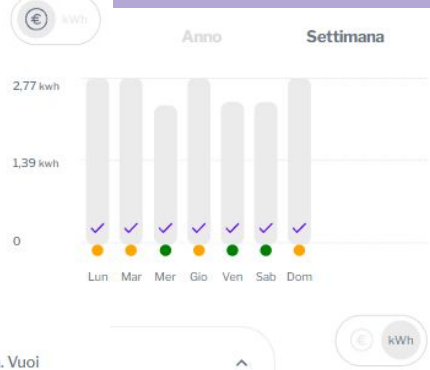 € kWh
Anno Settimana
2,77 kwh
1,39 kwh
0
Lun Mar Mer Gio Ven Sab Dom
€ kWh
. Vuoi